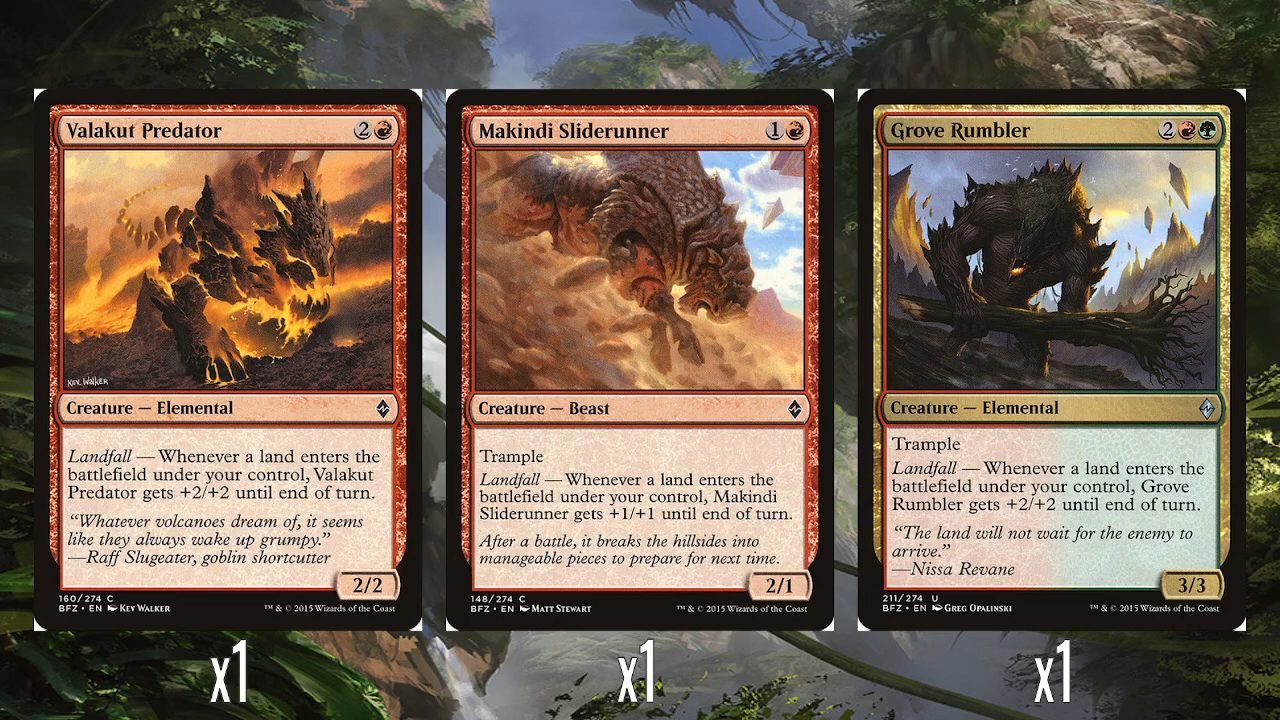 Valakut Predator 2
Kev Walker
Creature — Elemental
Landfall — Whenever a land enters the
battlefield under your control, Valakut
Predator gets +2/+2 until end of turn.
“Whatever volcanoes dream of, it seems
like they always wake up grumpy.”
—Raff Slugeater, goblin shortcutter
2/2
160/274 C
BFZ • EN Kev Walker ™ & © 2015 Wizards of the Coast
x1
Makindi Sliderunner 1
Creature — Beast
Trample
Landfall — Whenever a land enters the
battlefield under your control, Makindi
Sliderunner gets +1/+1 until end of turn.
After a battle, it breaks the hillsides into
manageable pieces to prepare for next time.
2/1
148/274 C
BFZ • EN Matt Stewart ™ & © 2015 Wizards of the Coast
x1
Grove Rumbler 2
Creature — Elemental
Trample
Landfall — Whenever a land enters the
battlefield under your control, Grove
Rumbler gets +2/+2 until end of turn.
“The land will not wait for the enemy to
arrive.”
—Nissa Revane
3/3
211/274 U
BFZ • EN Greg Opalinski ™ & © 2015 Wizards of the Coast
x1